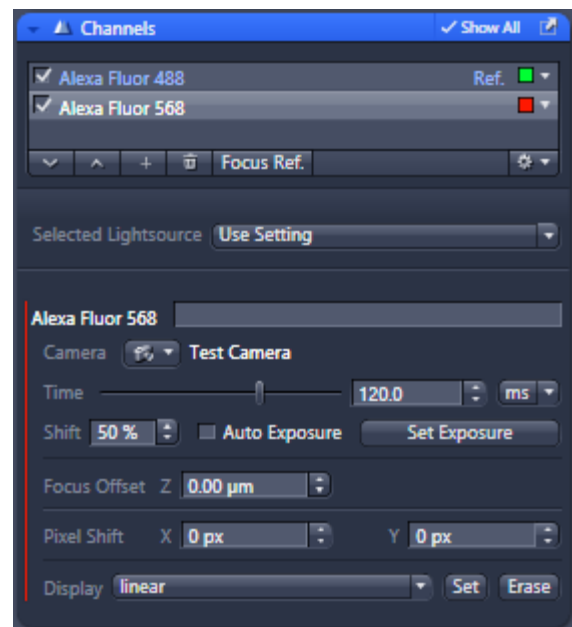 Channels Show All
Alexa Fluor 488 Ref.
Alexa Fluor 568
Focus Ref.
Selected Lightsource Use Setting
Alexa Fluor 568
Camera Test Camera
Time 120.0 ms
Shift 50 % Auto Exposure Set Exposure
Focus Offset Z 0.00 µm
Pixel Shift X 0 px Y 0 px
Display linear Set Erase